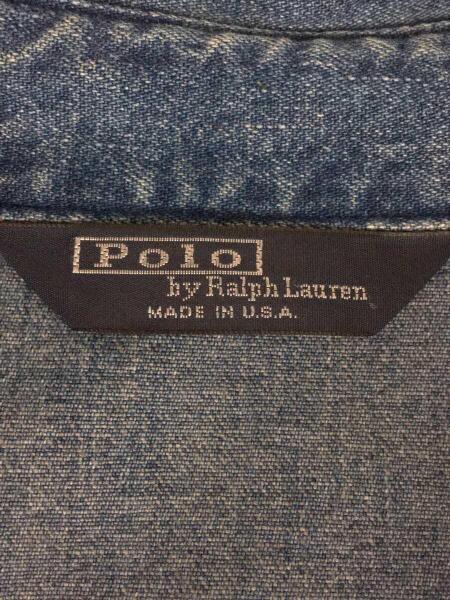 Polo
by Ralph Lauren
MADE IN U.S.A.